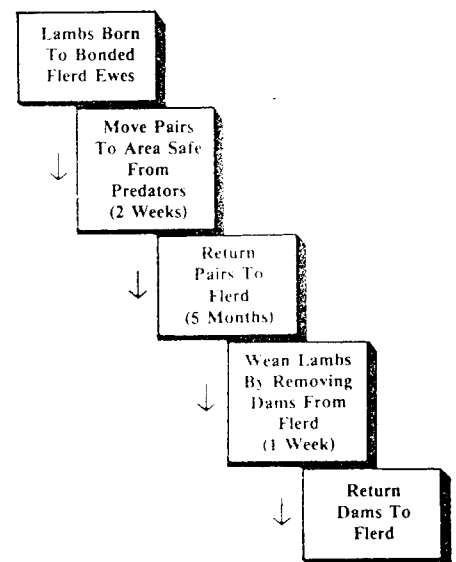 Lambs Born
To Bonded
Flerd Ewes
Move Pairs
To Area Safe
From
Predators
(2 Weeks)
Return
Pairs To
Flerd
(5 Months)
Wean Lambs
By Removing
Dams From
Flerd
(1 Week)
Return
Dams To
Flerd